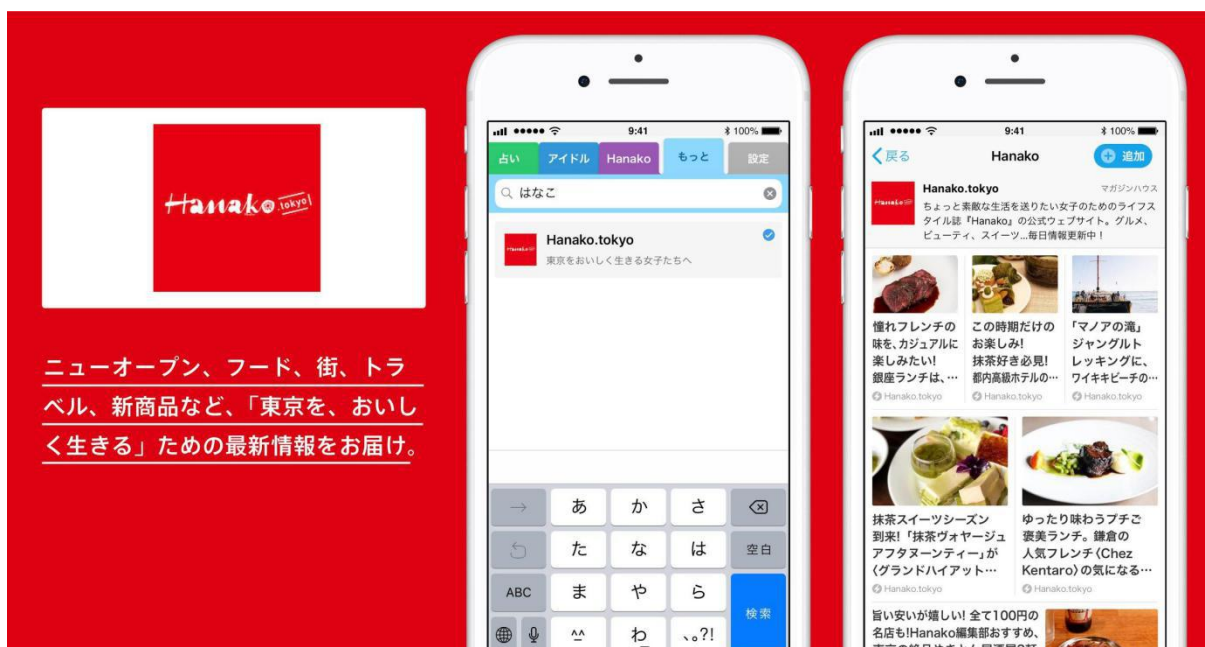 Hanako.tokyo
ニューオープン、フード、街、トラ
ベル、新商品など、「東京を、おいし
く生きる」ための最新情報をお届け。
9:41
100%
占い
アイドル
Hanako
もっと
設定
はなこ
Hanako.tokyo
東京をおいしく生きる女子たちへ
→
あ
か
さ
た
な
は
空白
ABC
ま
や
ら
検索
^^
わ
、。?!
9:41
100%
戻る
Hanako
追加
Hanako.tokyo
マガジンハウス
ちょっと素敵な生活を送りたい女子のためのライフス
タイル誌『Hanako』の公式ウェブサイト。グルメ、
ビューティ、スイーツ...毎日情報更新中！
憧れフレンチの
味を、カジュアルに
楽しみたい!
銀座ランチは、…
Hanako.tokyo
この時期だけの
お楽しみ!
抹茶好き必見!
都内高級ホテルの…
Hanako.tokyo
「マノアの滝」
ジャングルト
レッキングに、
ワイキキビーチの…
Hanako.tokyo
抹茶スイーツシーズン
到来!「抹茶ヴォヤージュ
アフタヌーンティー」が
〈グランドハイアット…
Hanako.tokyo
ゆったり味わうプチご
褒美ランチ。鎌倉の
人気フレンチ〈Chez
Kentaro〉の気になる…
Hanako.tokyo
旨い安いが嬉しい! 全て100円の
名店も!Hanako編集部おすすめ、